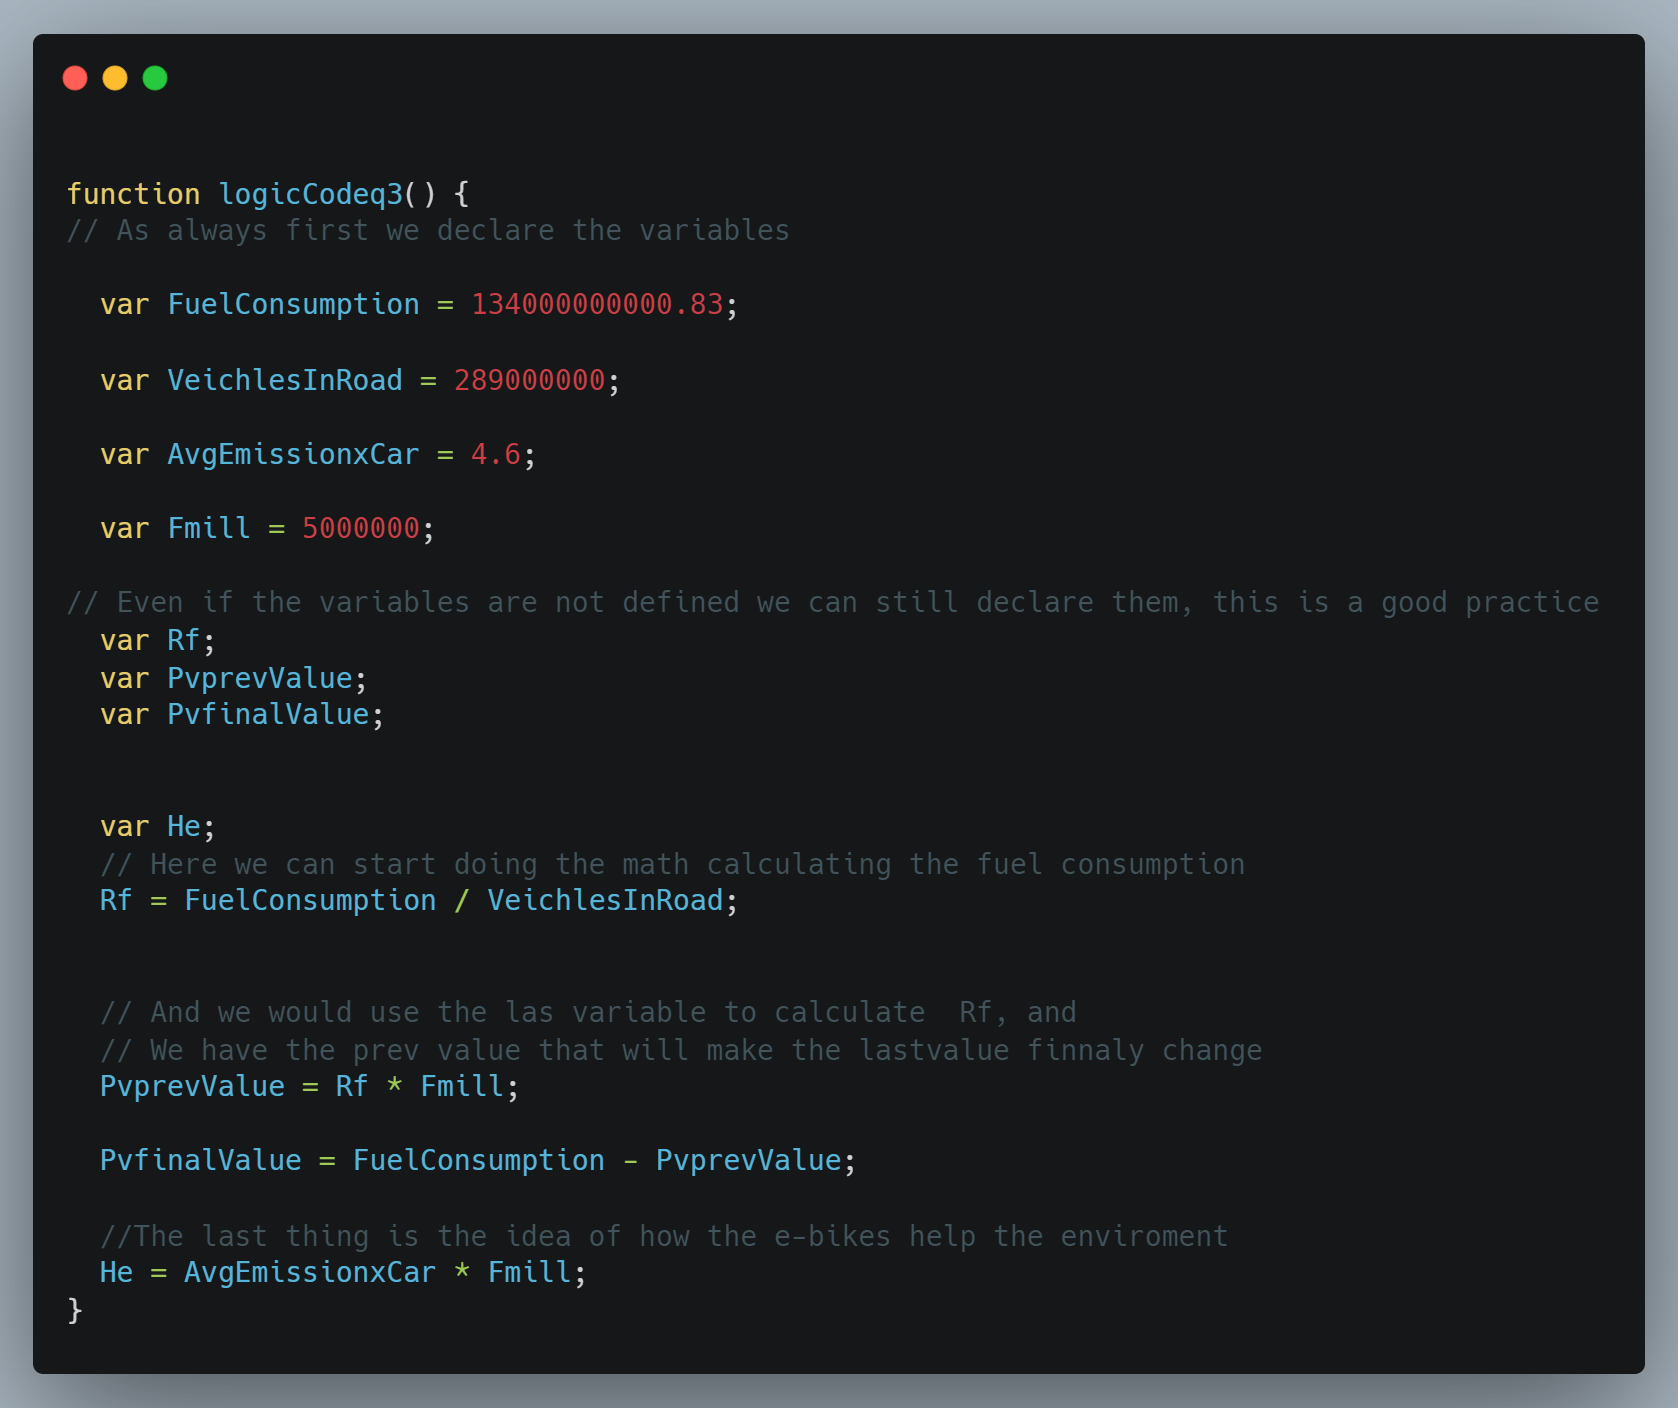 function logicCodeq3() {
// As always first we declare the variables
var FuelConsumption = 134000000000.83;
var VeichlesInRoad = 289000000;
var AvgEmissionxCar = 4.6;
var Fmill = 5000000;
// Even if the variables are not defined we can still declare them, this is a good practice
var Rf;
var PvprevValue;
var PvfinalValue;
var He;
// Here we can start doing the math calculating the fuel consumption
Rf = FuelConsumption / VeichlesInRoad;
// And we would use the las variable to calculate  Rf, and
// We have the prev value that will make the lastvalue finnaly change
PvprevValue = Rf * Fmill;
PvfinalValue = FuelConsumption - PvprevValue;
//The last thing is the idea of how the e-bikes help the enviroment
He = AvgEmissionxCar * Fmill;
}